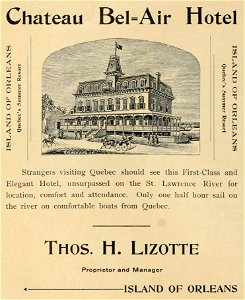 Chateau Bel=Air Hotel
ISLAND OF ORLEANS
Quebec's Summer Resort
ISLAND OF ORLEANS
Quebec's Summer Resort
Strangers visiting Quebec should see this First-Class and
Elegant Hotel, unsurpassed on the St. Lawrence River for
location, comfort and attendance. Only one half hour sail
on the river on comfortable boats from Quebec.
THOS. H. LIZOTTE
Proprietor and Manager
ISLAND OF ORLEANS